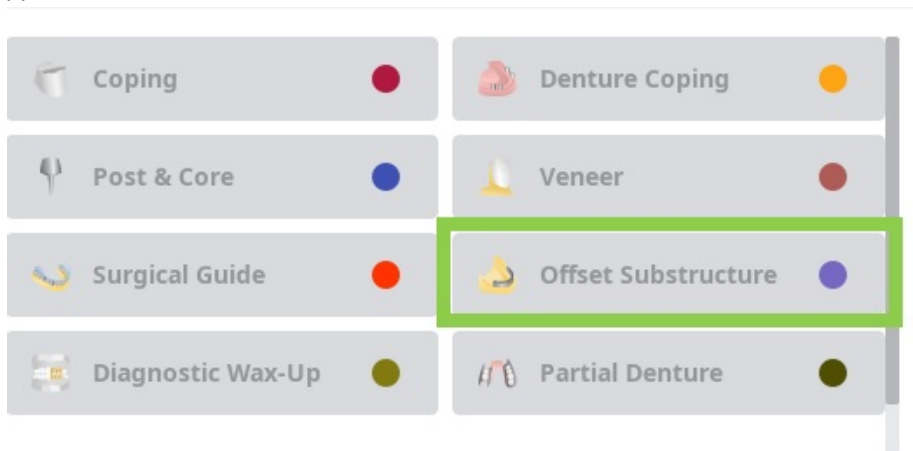 Coping
Denture Coping
Post & Core
Veneer
Surgical Guide
Offset Substructure
Diagnostic Wax-Up
Partial Denture